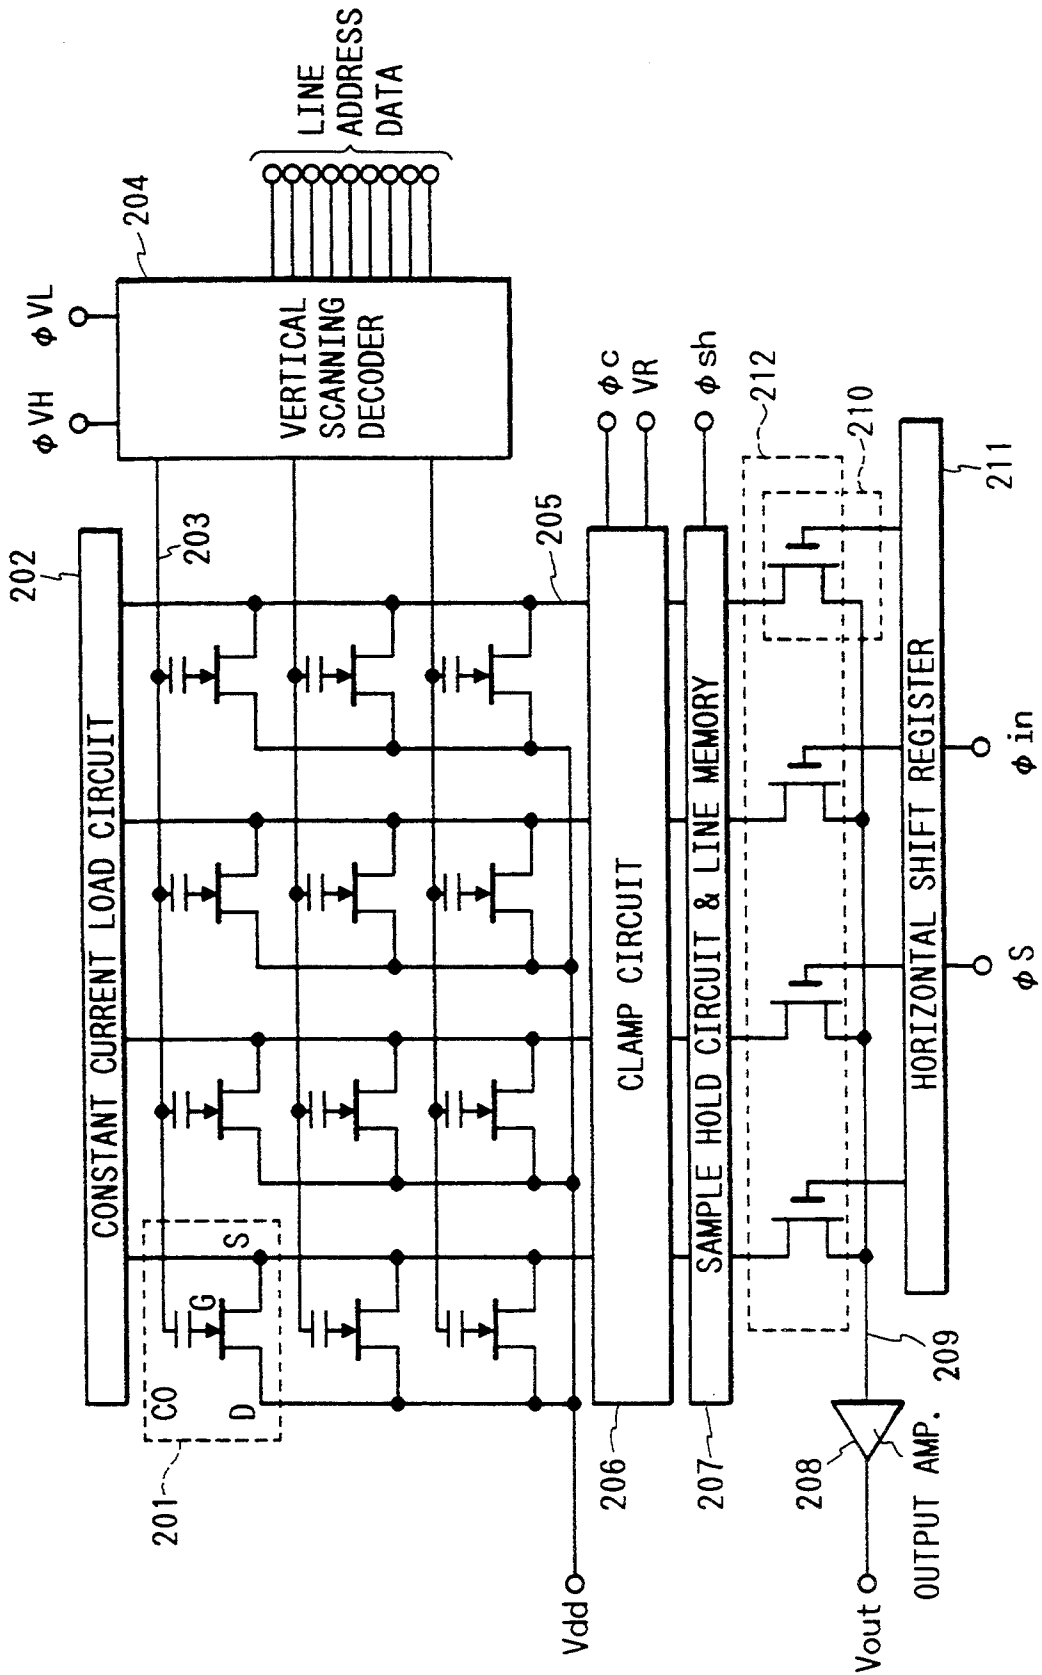 202
CONSTANT CURRENT LOAD CIRCUIT
201
CO
G
S
D
203
φVH
φVL
204
VERTICAL
SCANNING
DECODER
LINE
ADDRESS
DATA
205
Vdd
206
CLAMP CIRCUIT
φc
VR
207
SAMPLE HOLD CIRCUIT & LINE MEMORY
φsh
212
210
208
209
Vout
OUTPUT AMP.
HORIZONTAL SHIFT REGISTER
211
φS
φin